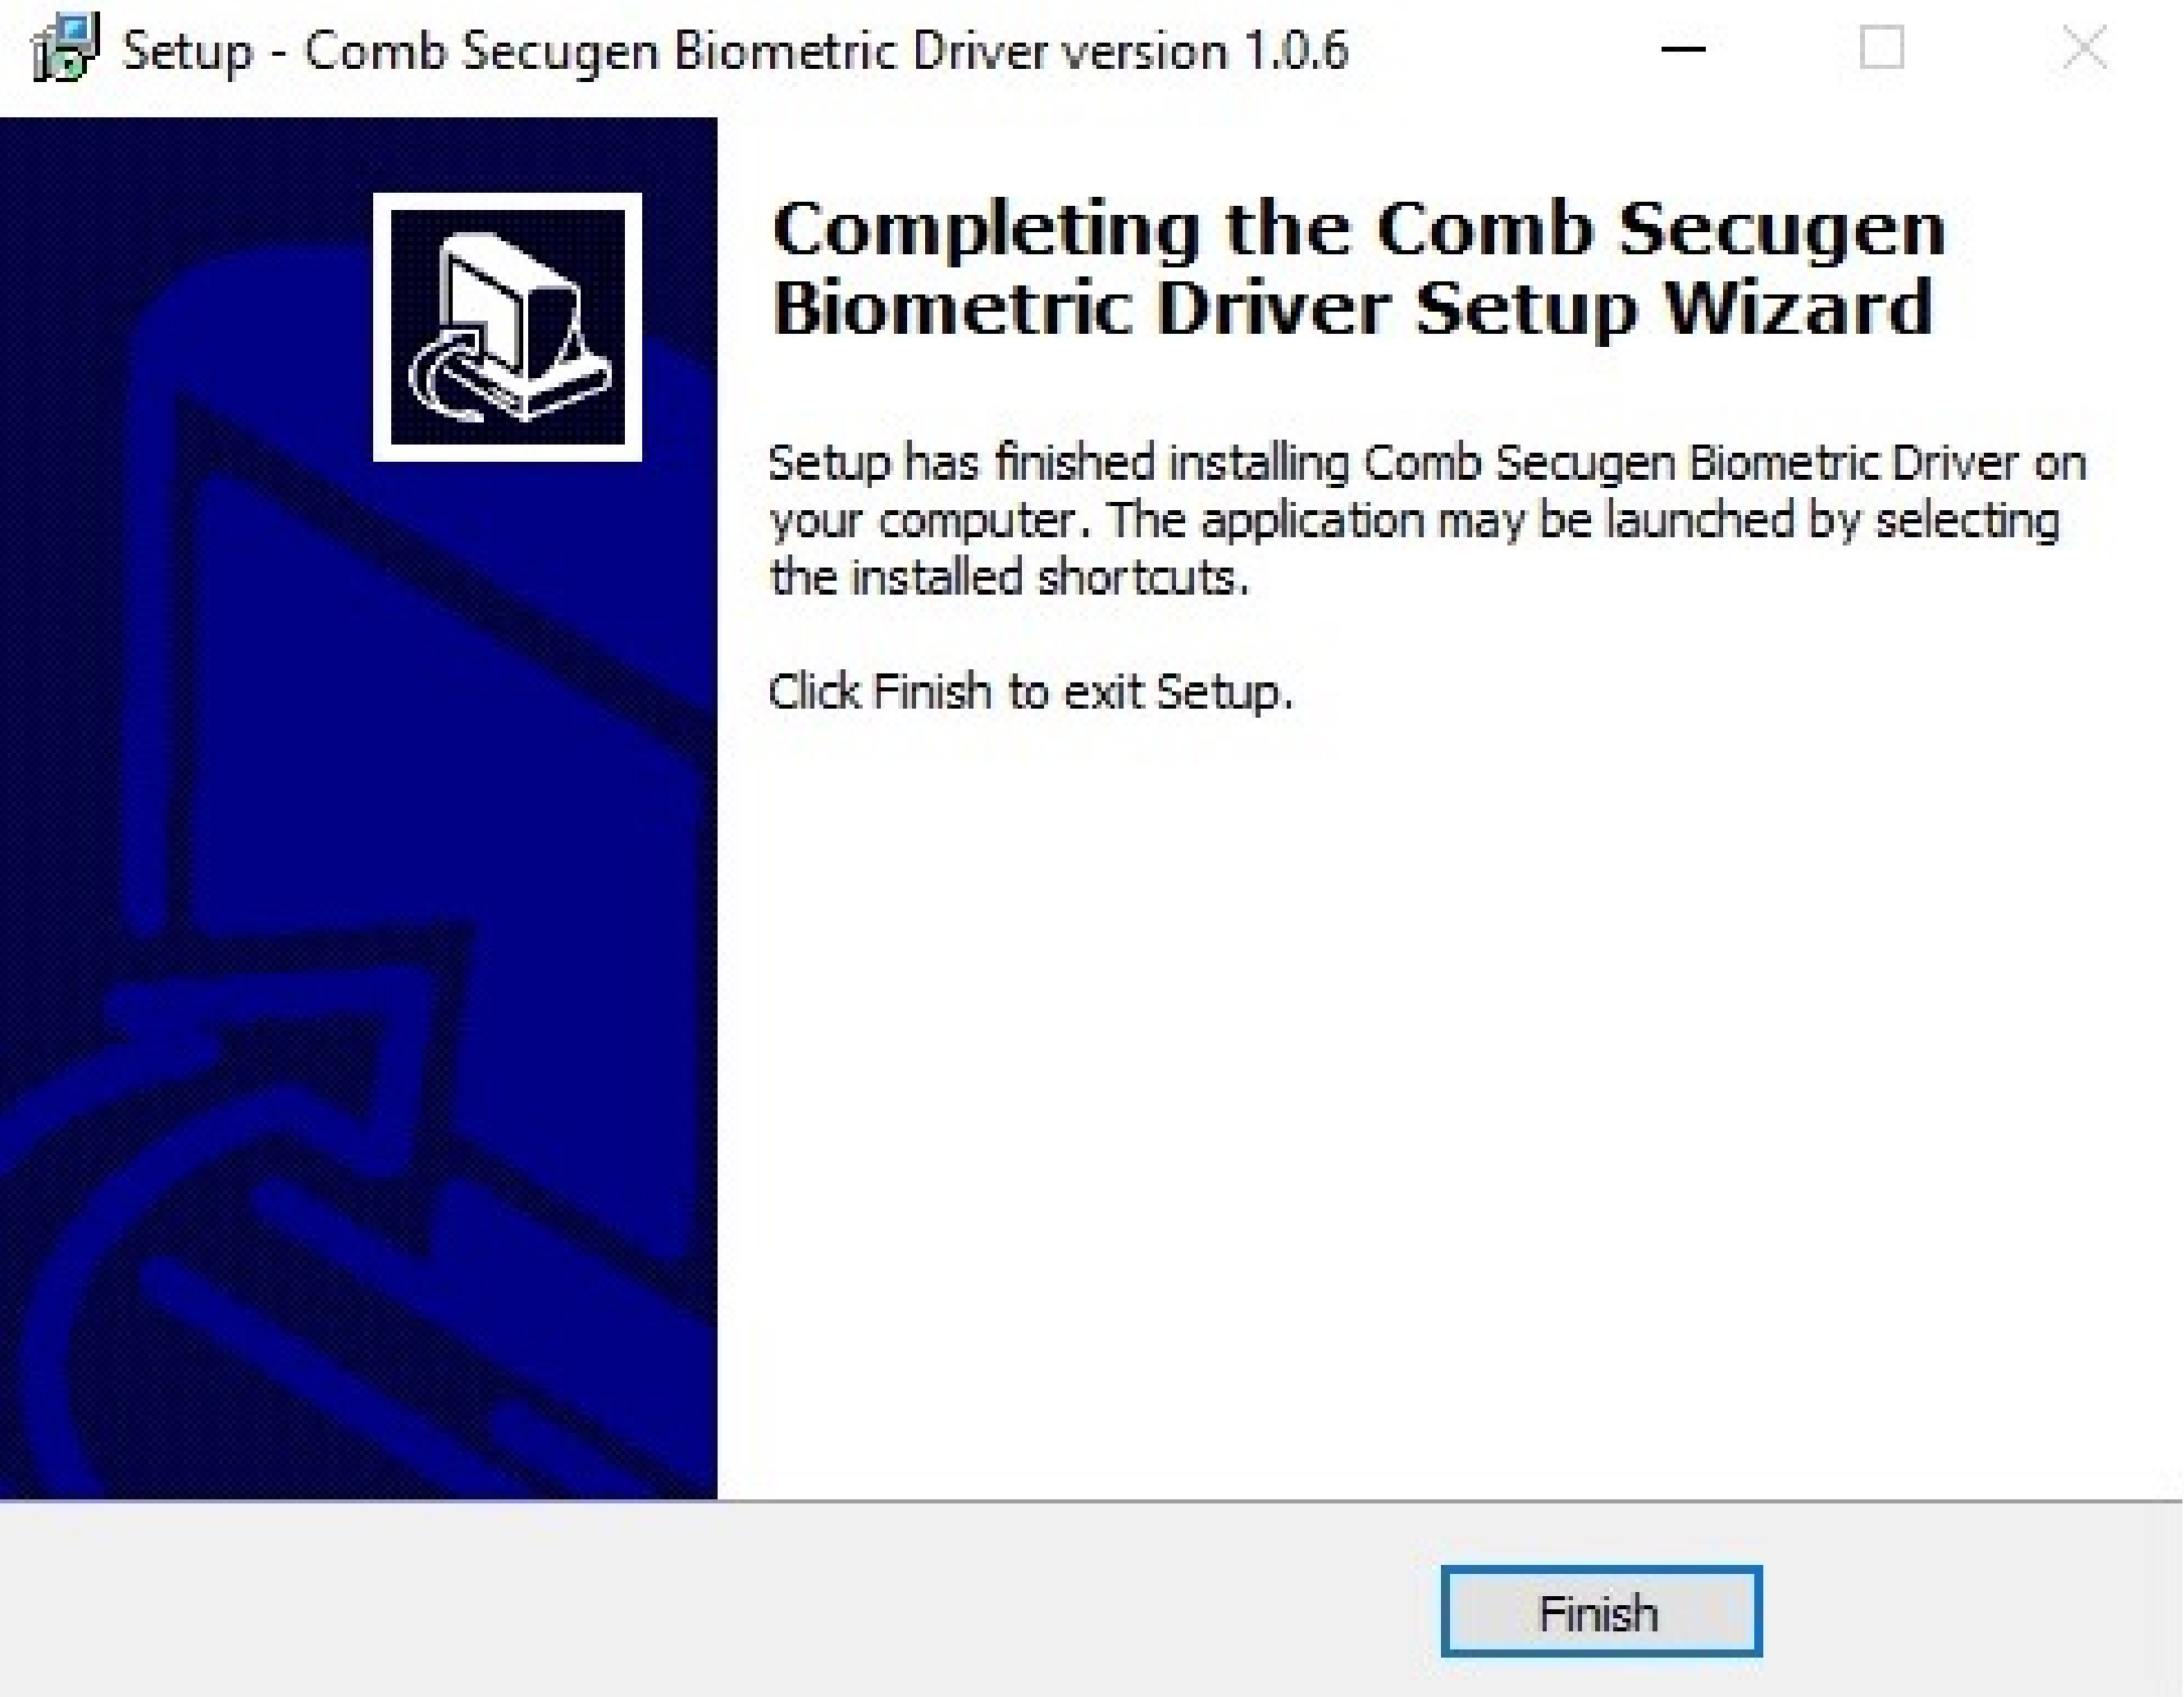 Setup - Comb Secugen Biometric Driver version 1.0.6
Completing the Comb Secugen
Biometric Driver Setup Wizard
Setup has finished installing Comb Secugen Biometric Driver on
your computer. The application may be launched by selecting
the installed shortcuts.
Click Finish to exit Setup.
Finish